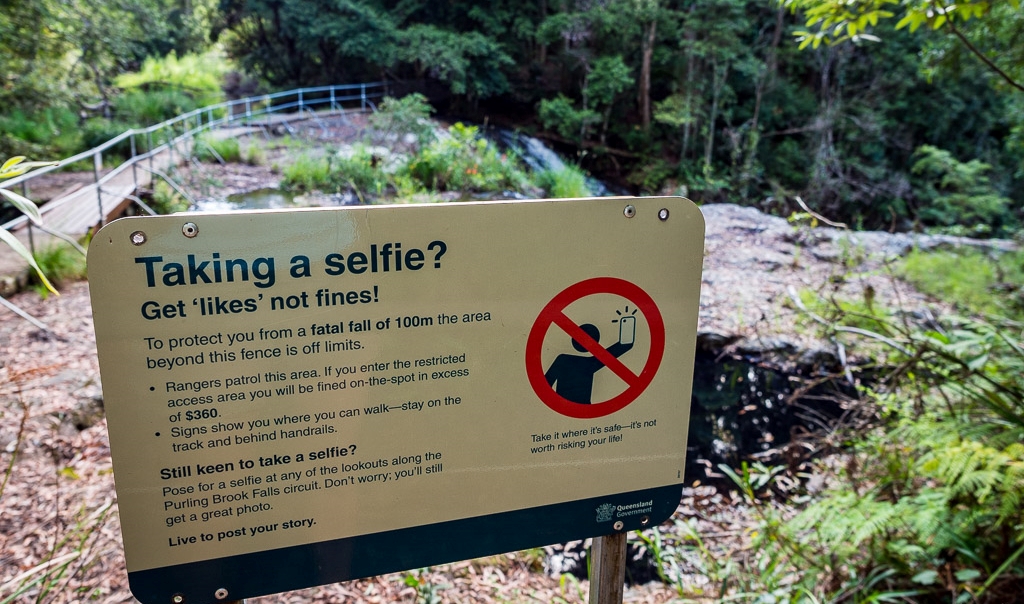 Taking a selfie?
Get ‘likes’ not fines!
To protect you from a fatal fall of 100m the area
beyond this fence is off limits.
• Rangers patrol this area. If you enter the restricted
access area you will be fined on-the-spot in excess
of $360.
• Signs show you where you can walk—stay on the
track and behind handrails.
Still keen to take a selfie?
Pose for a selfie at any of the lookouts along the
Purling Brook Falls circuit. Don’t worry; you’ll still
get a great photo.
Live to post your story.
Take it where it’s safe—it’s not
worth risking your life!
Queensland
Government